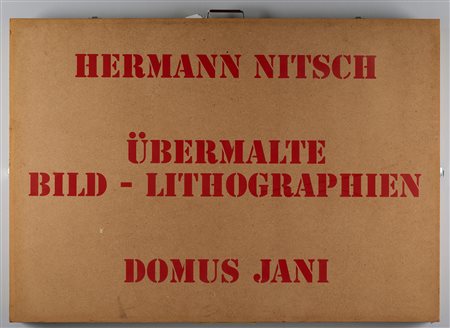 HERMANN NITSCH
ÜBERMALTE
BILD - LITHOGRAPHIEN
DOMUS JANI